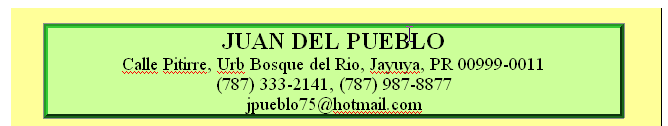 JUAN DEL PUEBLO
Calle Pitirre, Urb Bosque del Rio, Jayuya, PR 00999-0011
(787) 333-2141, (787) 987-8877
jpueblo75@hotmail.com